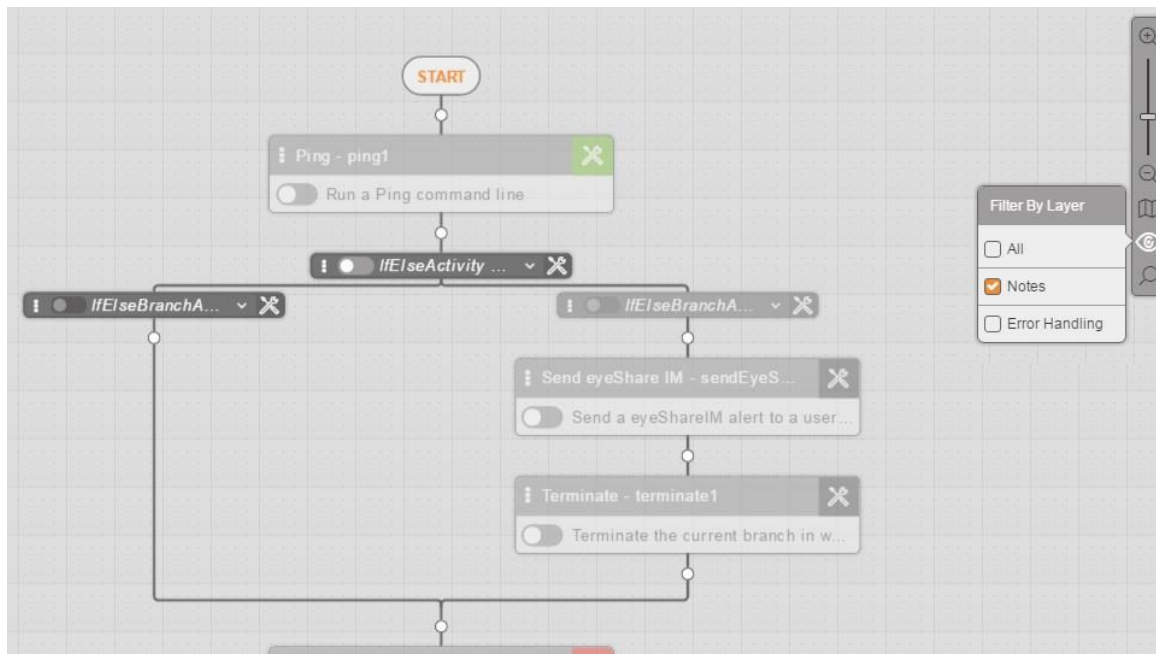 START
Ping - ping1
Run a Ping command line
IfElseActivity ...
IfElseBranchA...
IfElseBranchA...
Send eyeShare IM - sendEyeS...
Send a eyeShareIM alert to a user...
Terminate - terminate1
Terminate the current branch in w...
Filter By Layer
All
Notes
Error Handling